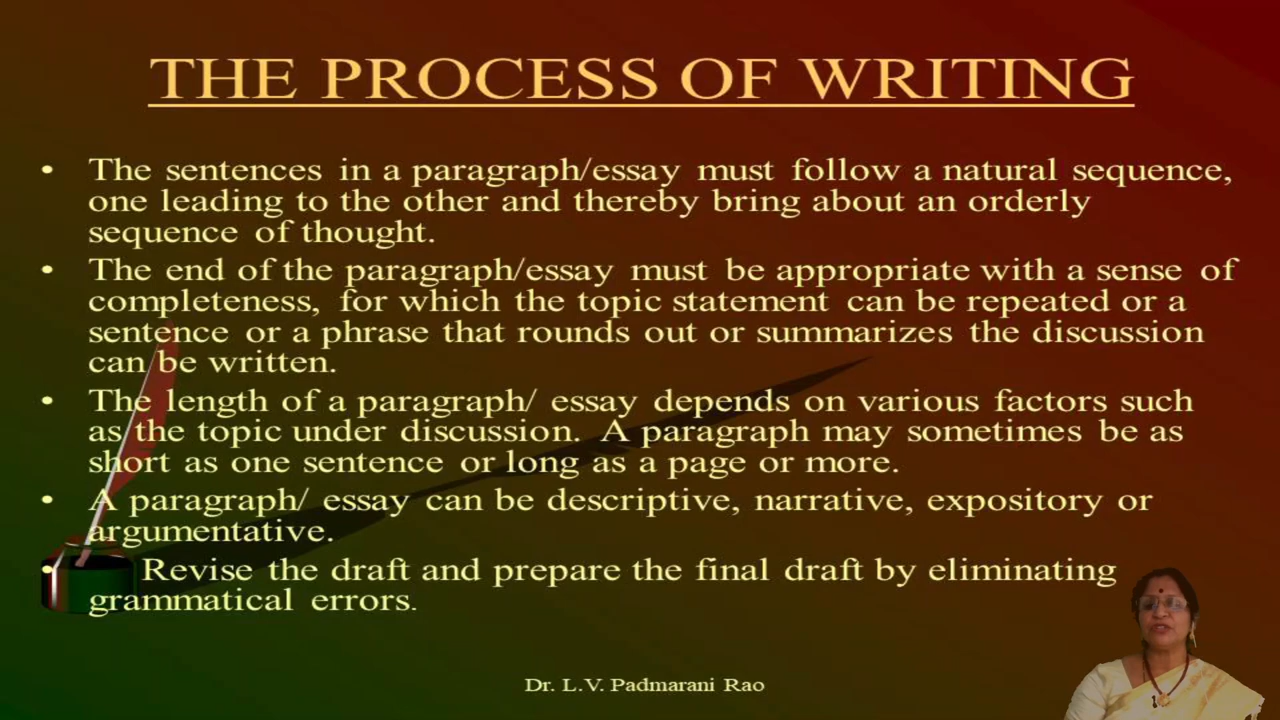 THE PROCESS OF WRITING
• The sentences in a paragraph/essay must follow a natural sequence,
one leading to the other and thereby bring about an orderly
sequence of thought.
• The end of the paragraph/essay must be appropriate with a sense of
completeness, for which the topic statement can be repeated or a
sentence or a phrase that rounds out or summarizes the discussion
can be written.
• The length of a paragraph/ essay depends on various factors such
as the topic under discussion. A paragraph may sometimes be as
short as one sentence or long as a page or more.
• A paragraph/ essay can be descriptive, narrative, expository or
argumentative.
• Revise the draft and prepare the final draft by eliminating
grammatical errors.
Dr. L.V. Padmarani Rao